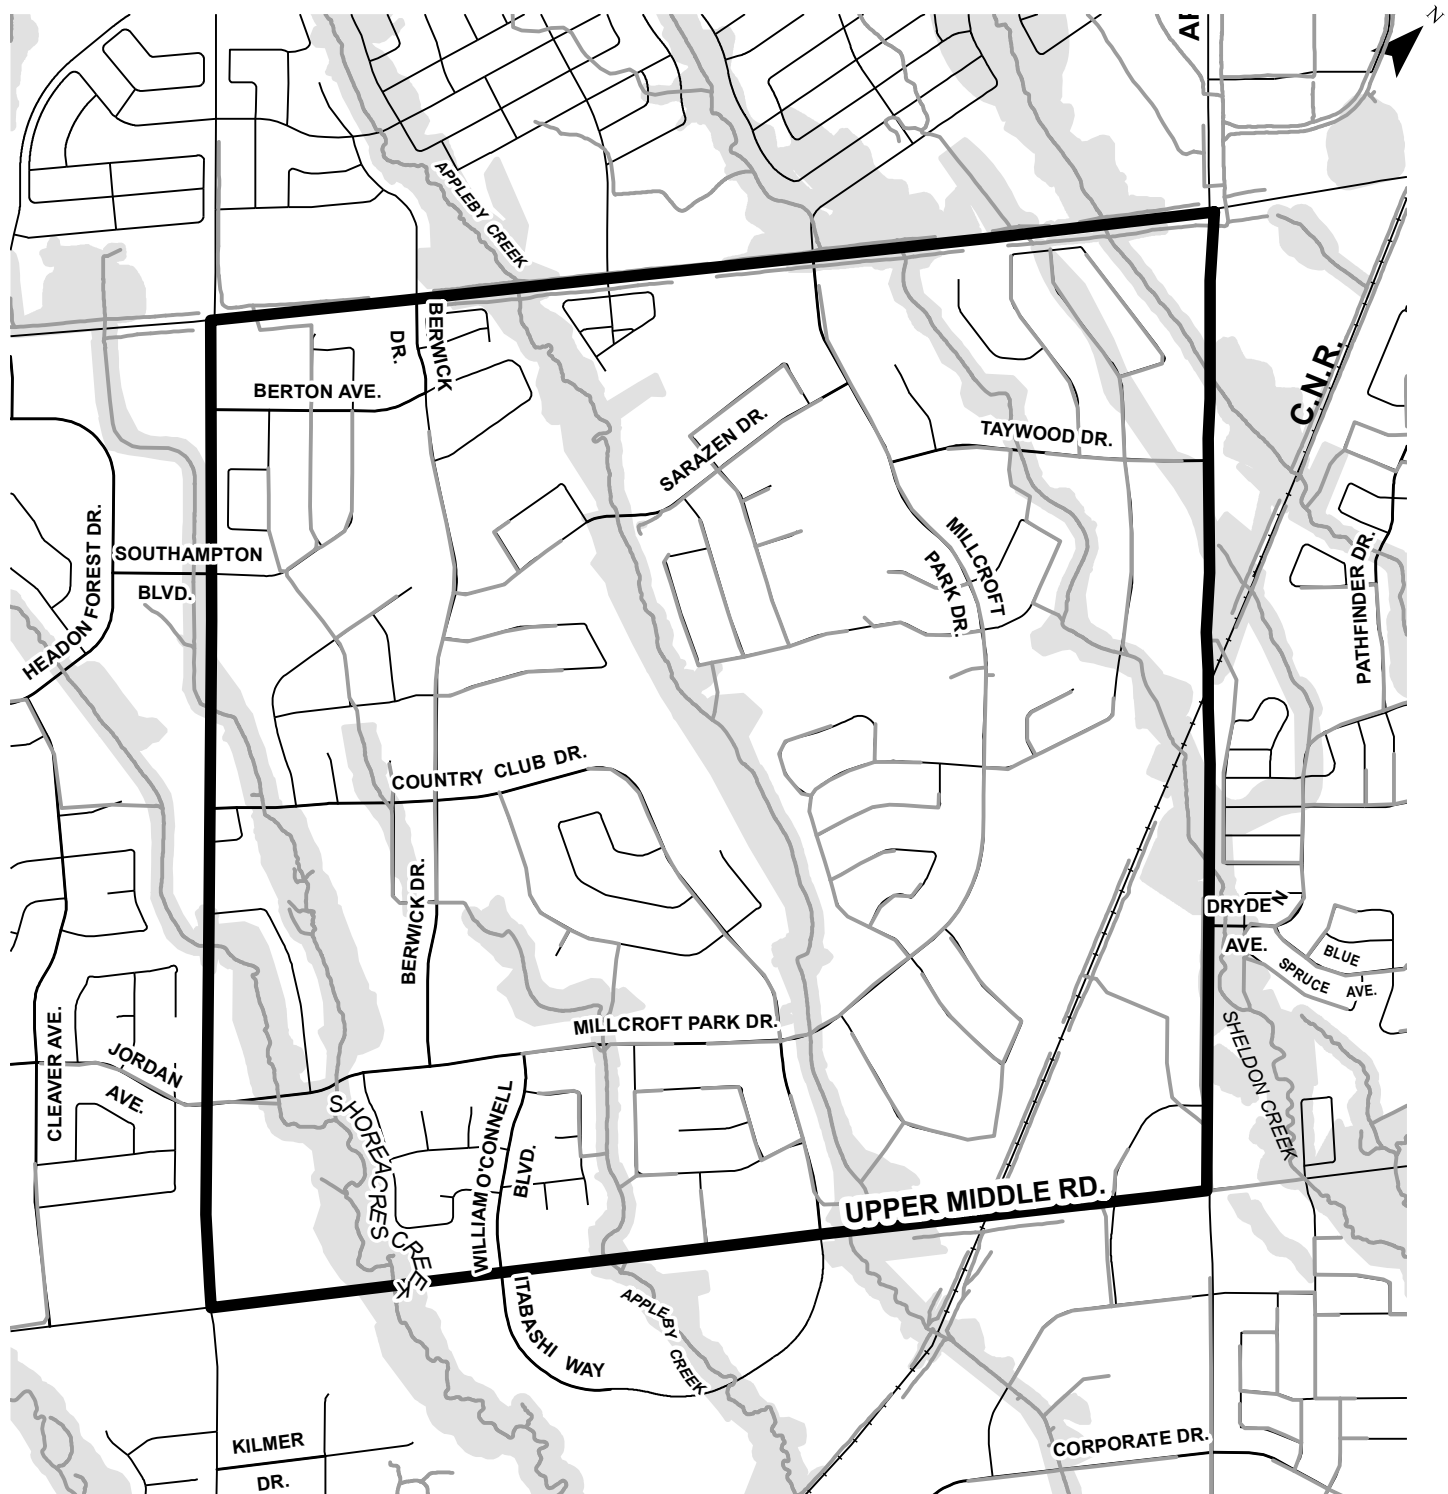 N
AP
APPLEBY CREEK
BERWICK
DR.
C.N.R.
BERTON AVE.
SARAZEN DR.
TAYWOOD DR.
HEADON FOREST DR.
SOUTHAMPTON
BLVD.
MILLCROFT
PARK DR.
PATHFINDER DR.
COUNTRY CLUB DR.
BERWICK DR.
DRYDEN
AVE.
BLUE
SPRUCE AVE.
CLEAVER AVE.
JORDAN
AVE.
MILLCROFT PARK DR.
SHELDON CREEK
SHOREACRES CREEK
WILLIAM O'CONNELL
BLVD.
UPPER MIDDLE RD.
ITABASHI WAY
APPLEBY CREEK
KILMER
DR.
CORPORATE DR.